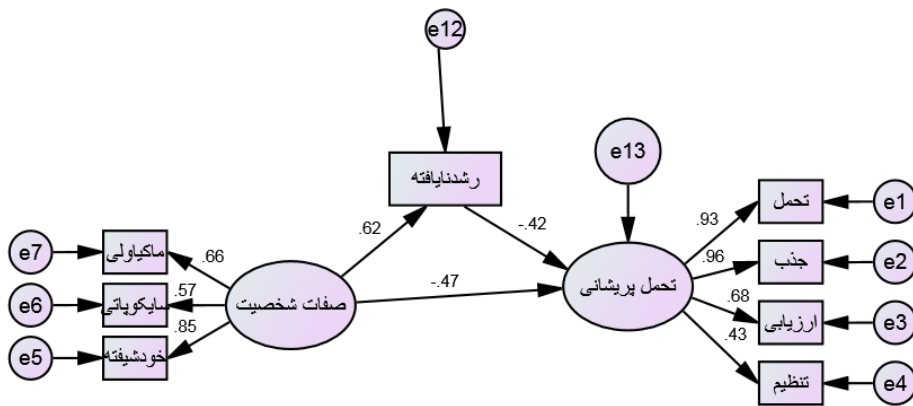 e12
e13
رشدنایافته
تحمل
e1
.93
.62
-.42
e7
ماکیاولی
.66
جذب
e2
.96
صفات شخصیت
-.47
تحمل پریشانی
e6
سایکوپاتی
.57
.68
ارزیابی
e3
.85
.43
e5
خودشیفته
تنظیم
e4